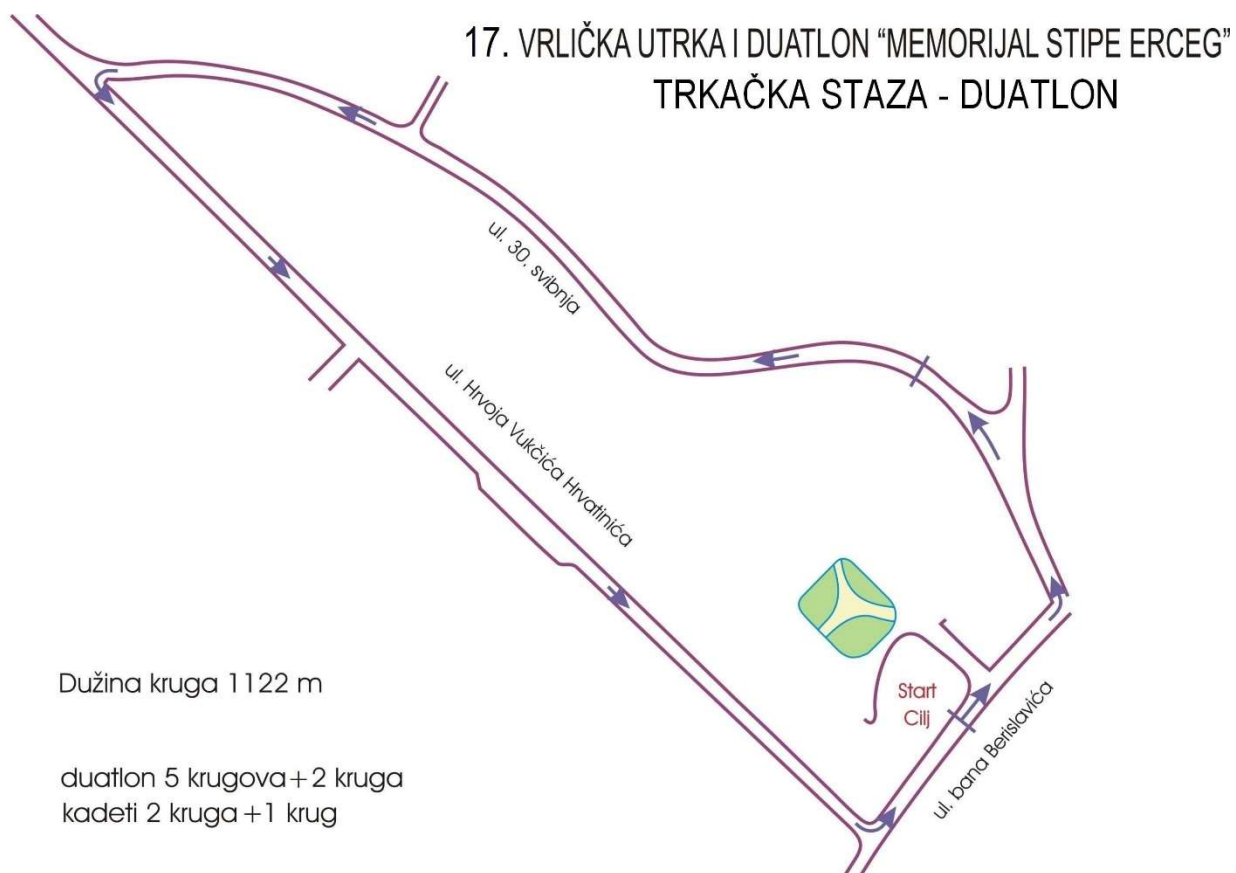 17. VRLIČKA UTRKA I DUATLON “MEMORIJAL STIPE ERCEG”
TRKAČKA STAZA - DUATLON
ul. 30. svibnja
ul. Hrvoja Vukčića Hrvatinića
Start
Cilj
ul. bana Berislavića
Dužina kruga 1122 m
duatlon 5 krugova+2 kruga
kadeti 2 kruga+1 krug